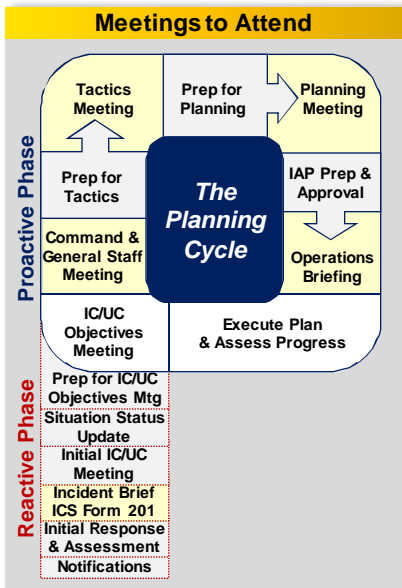 Meetings to Attend
Tactics
Meeting
Prep for
Planning
Planning
Meeting
Prep for
Tactics
The
Planning
Cycle
IAP Prep &
Approval
Command &
General Staff
Meeting
Operations
Briefing
IC/UC
Objectives
Meeting
Execute Plan
& Assess Progress
Proactive Phase
Prep for IC/UC
Objectives Mtg
Situation Status
Update
Initial IC/UC
Meeting
Incident Brief
ICS Form 201
Initial Response
& Assessment
Notifications
Reactive Phase